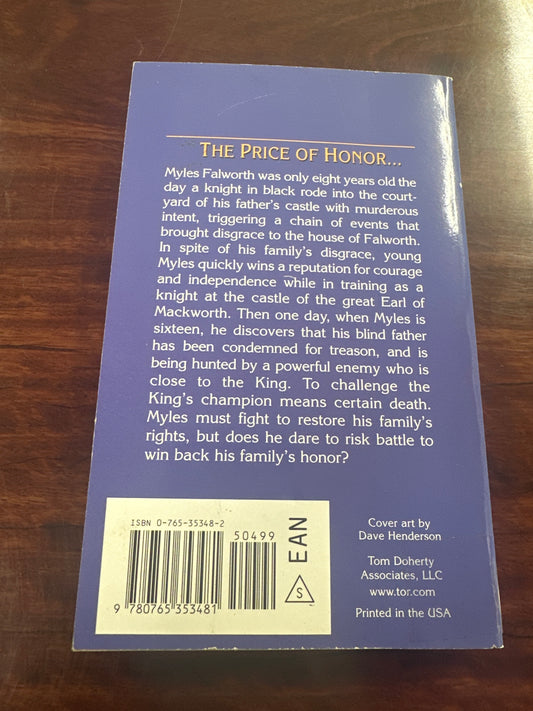 THE PRICE OF HONOR...
Myles Falworth was only eight years old the
day a knight in black rode into the court-
yard of his father's castle with murderous
intent, triggering a chain of events that
brought disgrace to the house of Falworth.
In spite of his family's disgrace, young
Myles quickly wins a reputation for courage
and independence while in training as a
knight at the castle of the great Earl of
Mackworth. Then one day, when Myles is
sixteen, he discovers that his blind father
has been condemned for treason, and is
being hunted by a powerful enemy who is
close to the King. To challenge the
King's champion means certain death.
Myles must fight to restore his family's
rights, but does he dare to risk battle to
win back his family's honor?
ISBN 0-765-35348-2
50499
EAN
S
9 780765 353481
Cover art by
Dave Henderson
Tom Doherty
Associates, LLC
www.tor.com
Printed in the USA